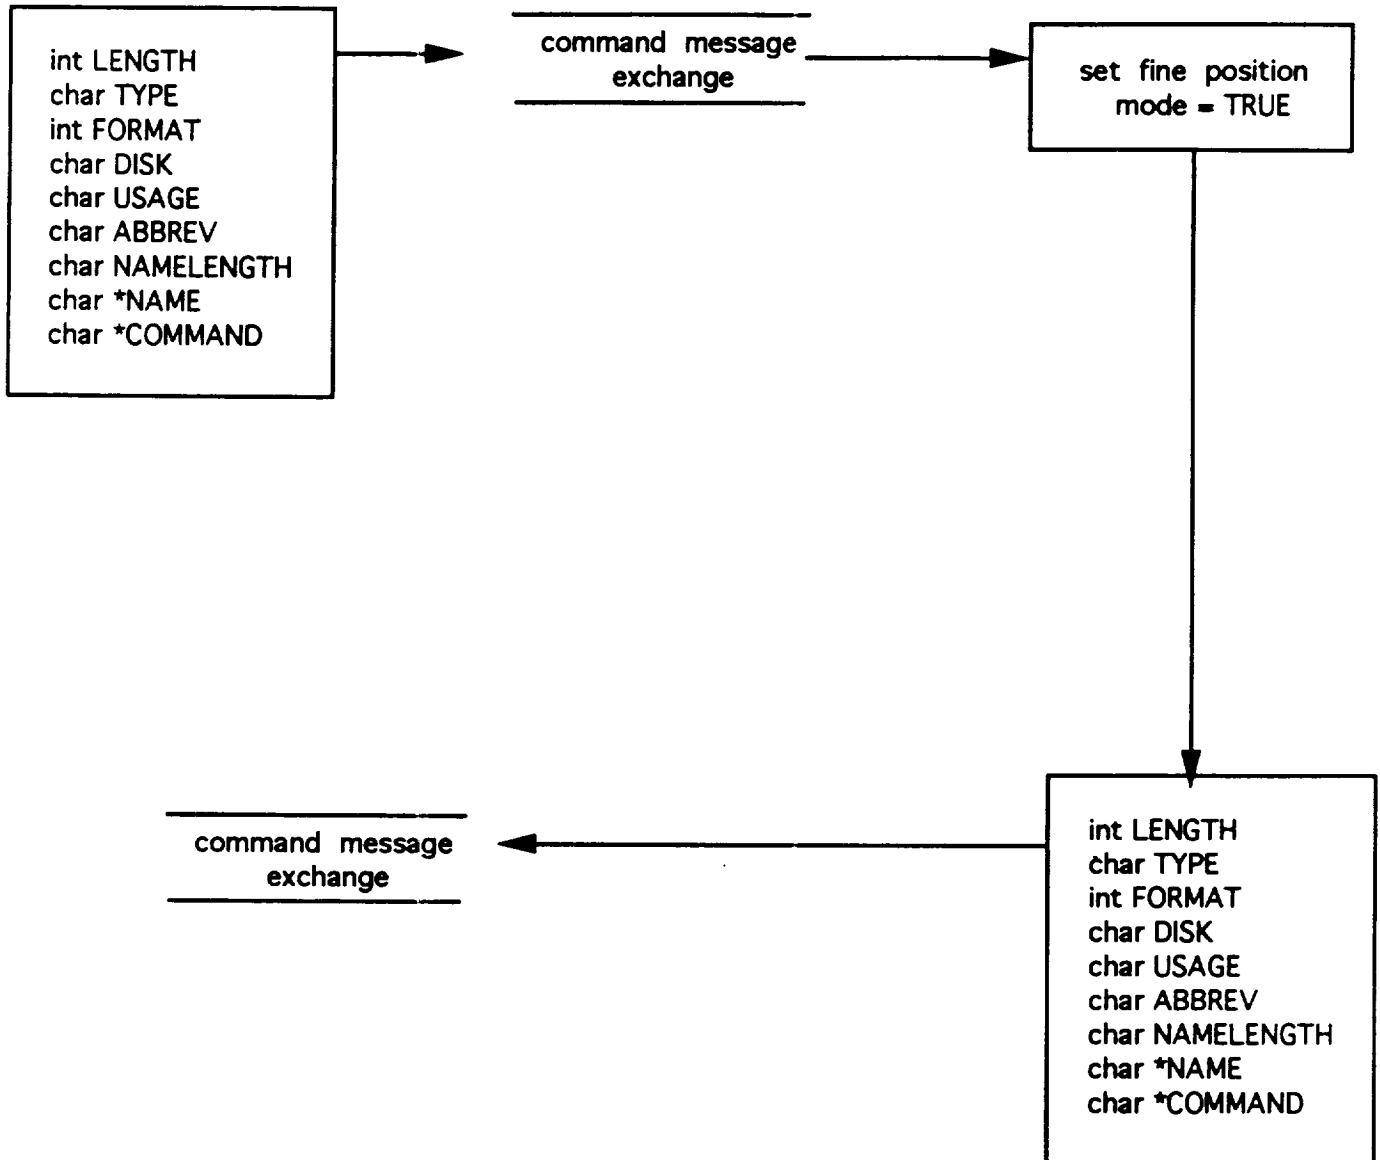 int LENGTH
char TYPE
int FORMAT
char DISK
char USAGE
char ABBREV
char NAMELENGTH
char *NAME
char *COMMAND
command message
exchange
set fine position
mode = TRUE
command message
exchange
int LENGTH
char TYPE
int FORMAT
char DISK
char USAGE
char ABBREV
char NAMELENGTH
char *NAME
char *COMMAND